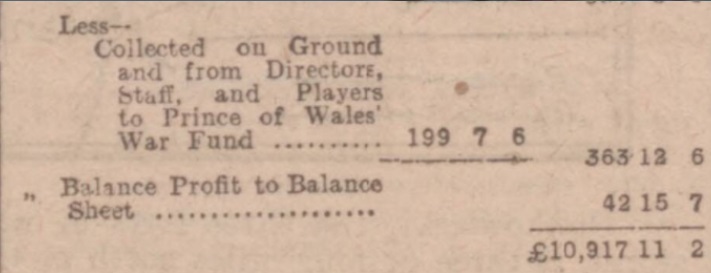 Less—
Collected on Ground
and from Directors,
Staff, and Players
to Prince of Wales'
War Fund .......... 199 7 6
363 12 6
„ Balance Profit to Balance
Sheet .................... 42 15 7
£10,917 11 2